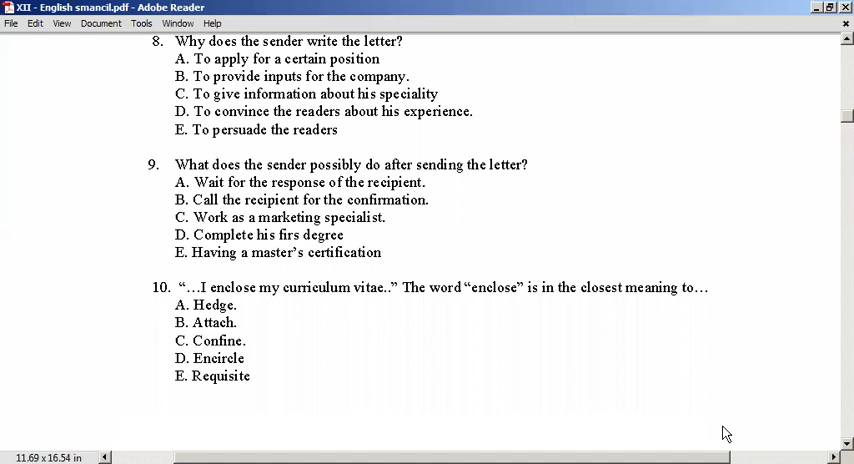 XII - English smancil.pdf - Adobe Reader
File Edit View Document Tools Window Help
8. Why does the sender write the letter?
A. To apply for a certain position
B. To provide inputs for the company.
C. To give information about his speciality
D. To convince the readers about his experience.
E. To persuade the readers
9. What does the sender possibly do after sending the letter?
A. Wait for the response of the recipient.
B. Call the recipient for the confirmation.
C. Work as a marketing specialist.
D. Complete his firs degree
E. Having a master's certification
10. “...I enclose my curriculum vitae..” The word “enclose” is in the closest meaning to...
A. Hedge.
B. Attach.
C. Confine.
D. Encircle
E. Requisite
11.69 x 16.54 in